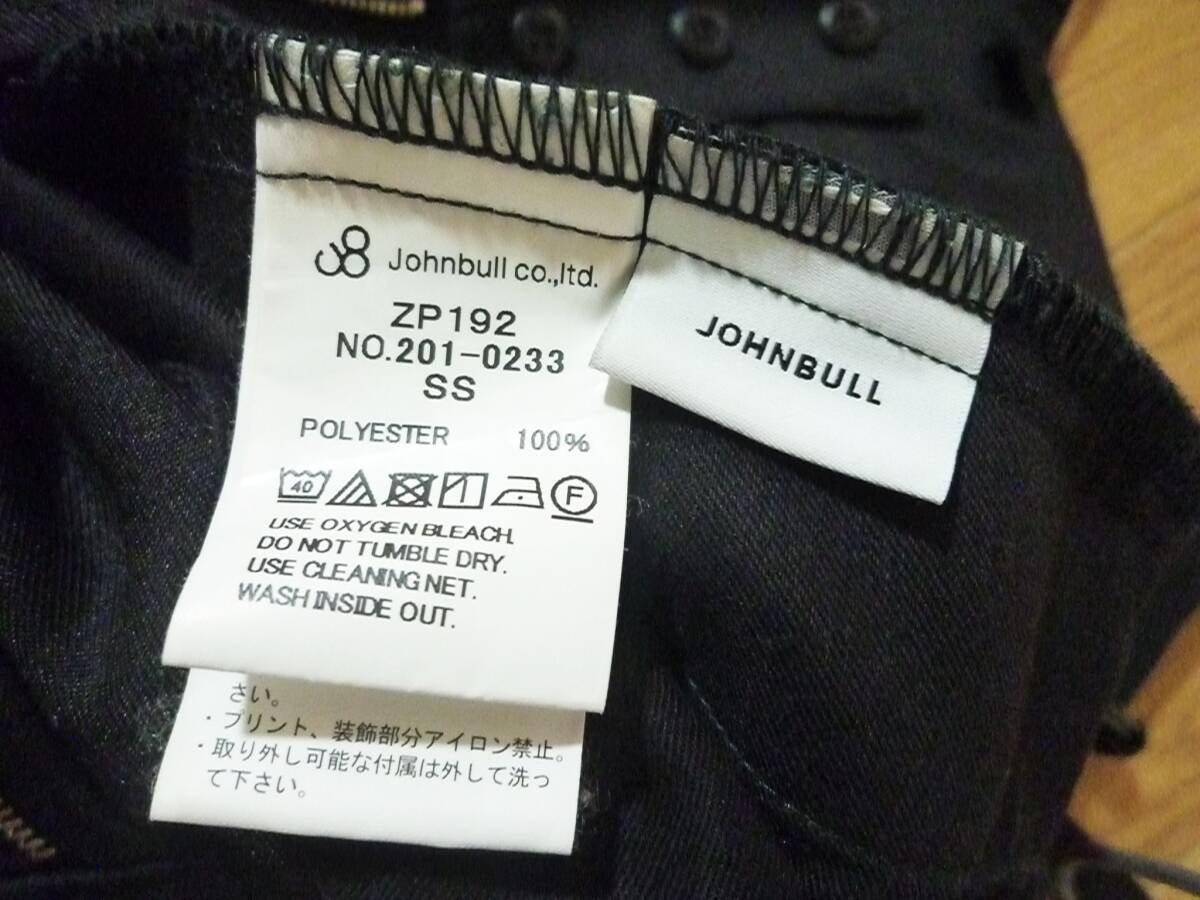 Johnbull co.,ltd.
ZP192
NO.201-0233
SS
POLYESTER 100%
40
F
USE OXYGEN BLEACH.
DO NOT TUMBLE DRY.
USE CLEANING NET.
WASH INSIDE OUT.
さい。
・プリント、装飾部分アイロン禁止。
・取り外し可能な付属は外して洗っ
て下さい。
JOHNBULL